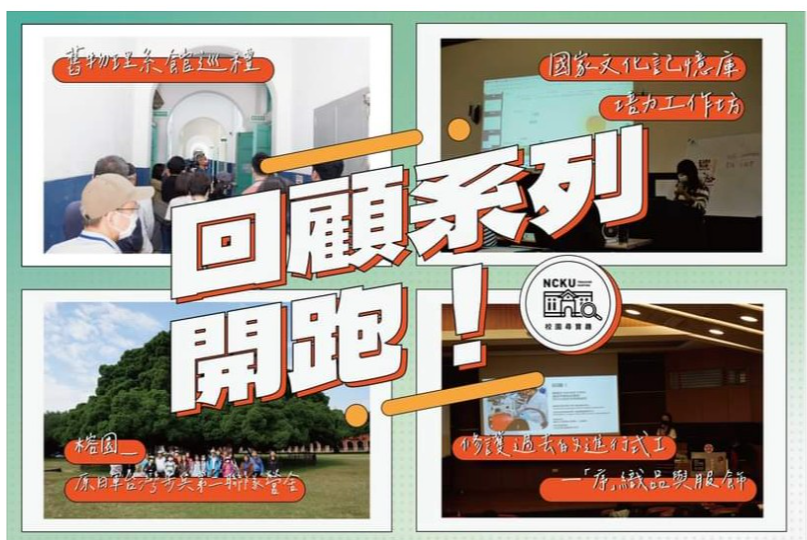 舊物理系館巡禮
國家文化記憶庫
培力工作坊
回顧系列
開跑！
NCKU
校園尋寶趣
榕園_
原日軍台灣步兵第二聯隊營舍
修護過去的進行式I
—「序」織品與服飾